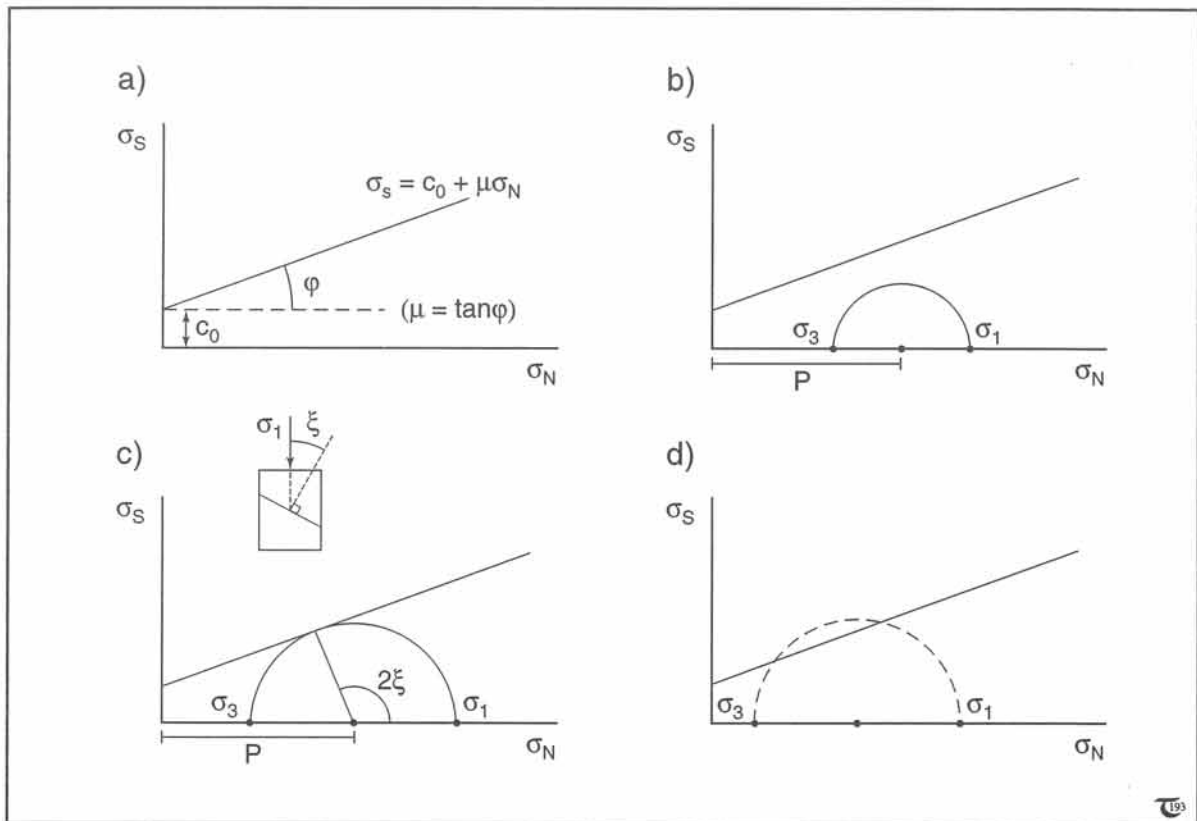 a)
σS
σs = c0 + μσN
φ
(μ = tanφ)
c0
σN
b)
σS
σ3
σ1
P
σN
c)
σ1
ξ
σS
σ3
2ξ
σ1
P
σN
d)
σS
σ3
σ1
σN
193